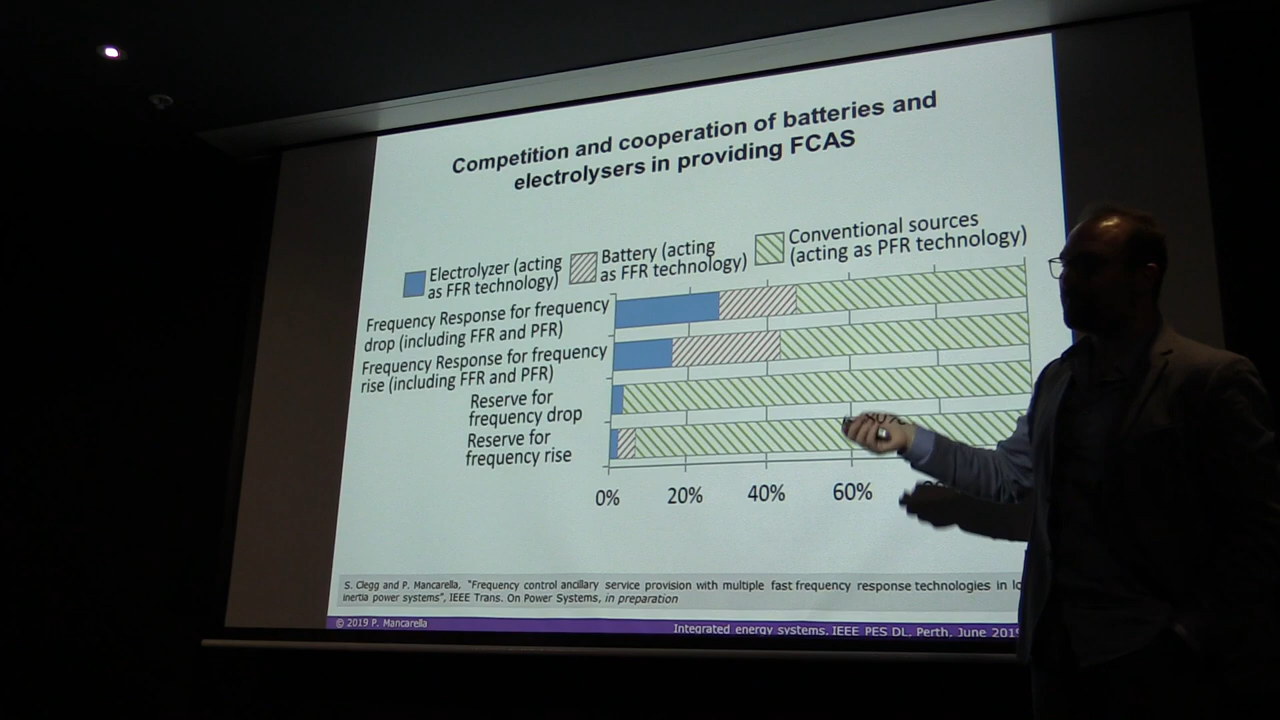 Competition and cooperation of batteries and
electrolysers in providing FCAS
Electrolyzer (acting
as FFR technology)
Battery (acting
as FFR technology)
Conventional sources
(acting as PFR technology)
Frequency Response for frequency
drop (including FFR and PFR)
Frequency Response for frequency
rise (including FFR and PFR)
Reserve for
frequency drop
Reserve for
frequency rise
0% 20% 40% 60% 80%
S. Clegg and P. Mancarella, "Frequency control ancillary service provision with multiple fast frequency response technologies in
inertia power systems", IEEE Trans. On Power Systems, in preparation
© 2019 P. Mancarella
Integrated energy systems. IEEE PES DL, Perth, June 2019